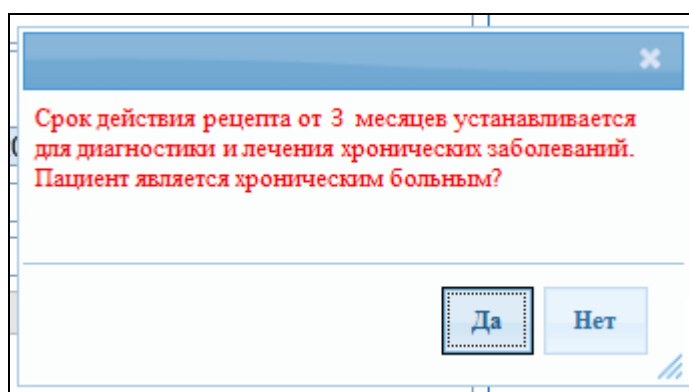 Срок действия рецепта от 3 месяцев устанавливается
для диагностики и лечения хронических заболеваний.
Пациент является хроническим больным?
Да Нет